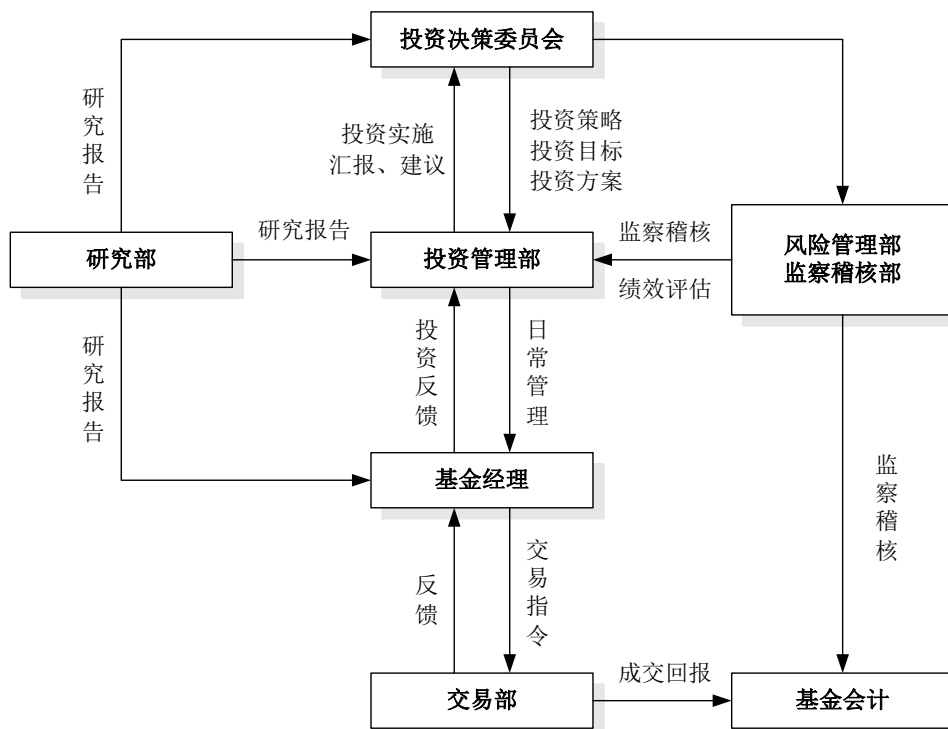 投资决策委员会
研究报告
投资实施
汇报、建议
投资策略
投资目标
投资方案
研究部
研究报告
投资管理部
监察稽核
绩效评估
风险管理部
监察稽核部
研究报告
投资反馈
日常管理
基金经理
监察稽核
反馈
交易指令
交易部
成交回报
基金会计